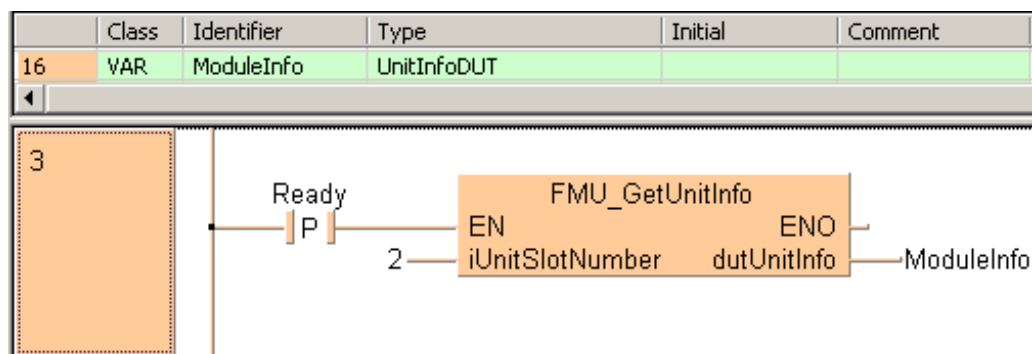 Class Identifier Type Initial Comment
16 VAR ModuleInfo UnitInfoDUT
3
Ready
P
FMU_GetUnitInfo
EN ENO
2 iUnitSlotNumber dutUnitInfo ModuleInfo